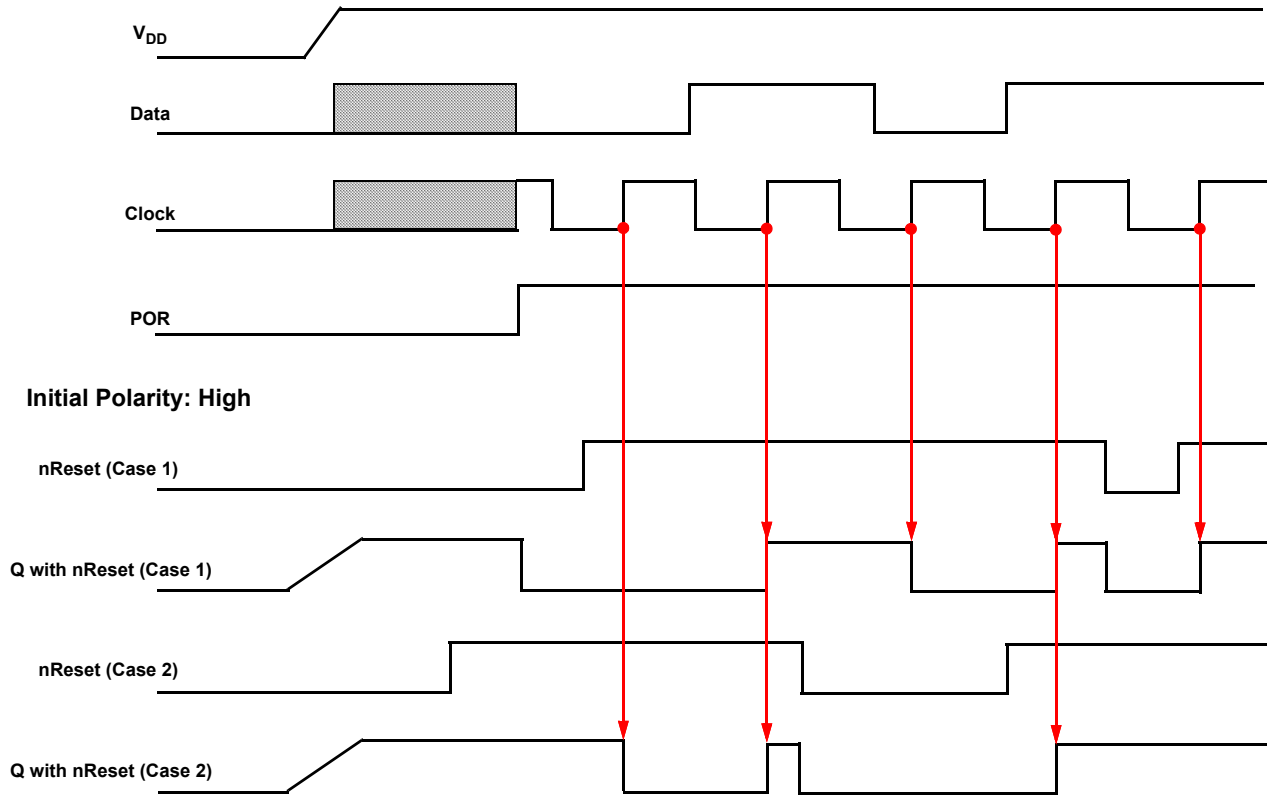 VDD
Data
Clock
POR
Initial Polarity: High
nReset (Case 1)
Q with nReset (Case 1)
nReset (Case 2)
Q with nReset (Case 2)